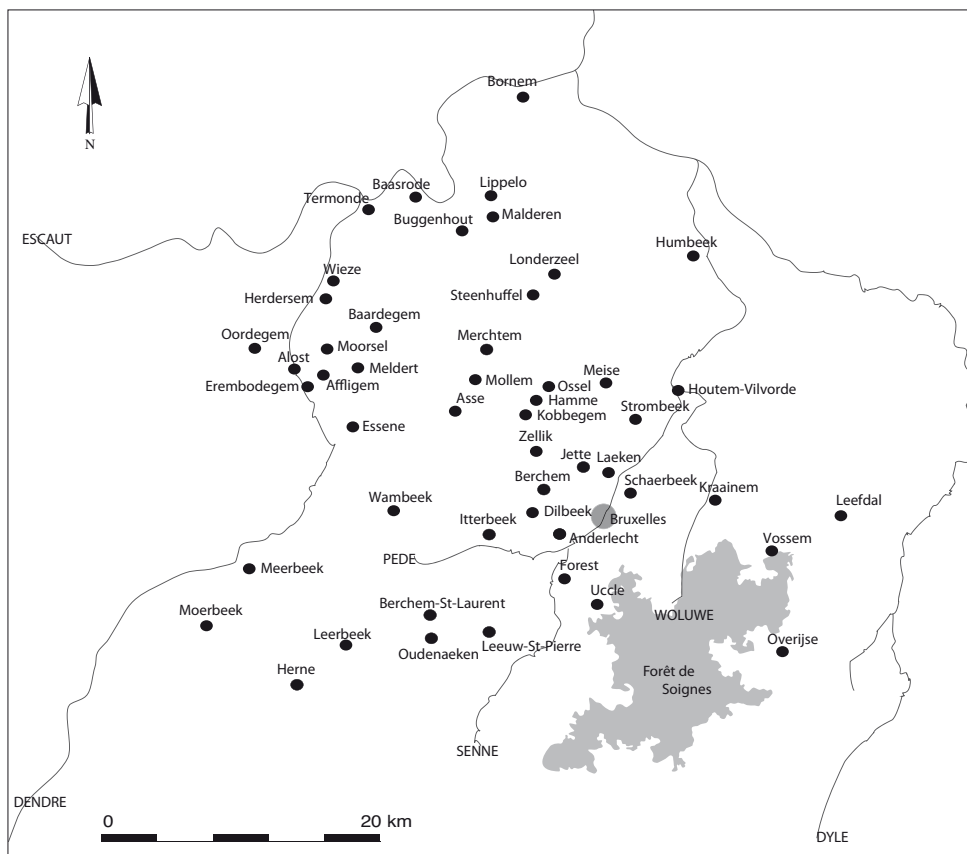 Bornem
N
Baasrode
Lippelo
Termonde
Malderen
Buggenhout
ESCAUT
Humbeek
Londerzeel
Wieze
Steenhuffel
Herdersem
Baardegem
Oordegem
Merchtem
Moorsel
Alost
Meldert
Meise
Mollem
Ossel
Houtem-Vilvorde
Erembodegem
Affligem
Hamme
Asse
Strombeek
Kobbegem
Essene
Zellik
Jette
Laeken
Berchem
Schaerbeek
Kraainem
Wambeek
Leefdal
Dilbeek
Bruxelles
Itterbeek
Anderlecht
Vossem
PEDE
Forest
Meerbeek
Uccle
Berchem-St-Laurent
Moerbeek
WOLUWE
Leerbeek
Overijse
Leeuw-St-Pierre
Oudenaeken
Herne
Forêt de
Soignes
SENNE
DENDRE
0
20 km
DYLE